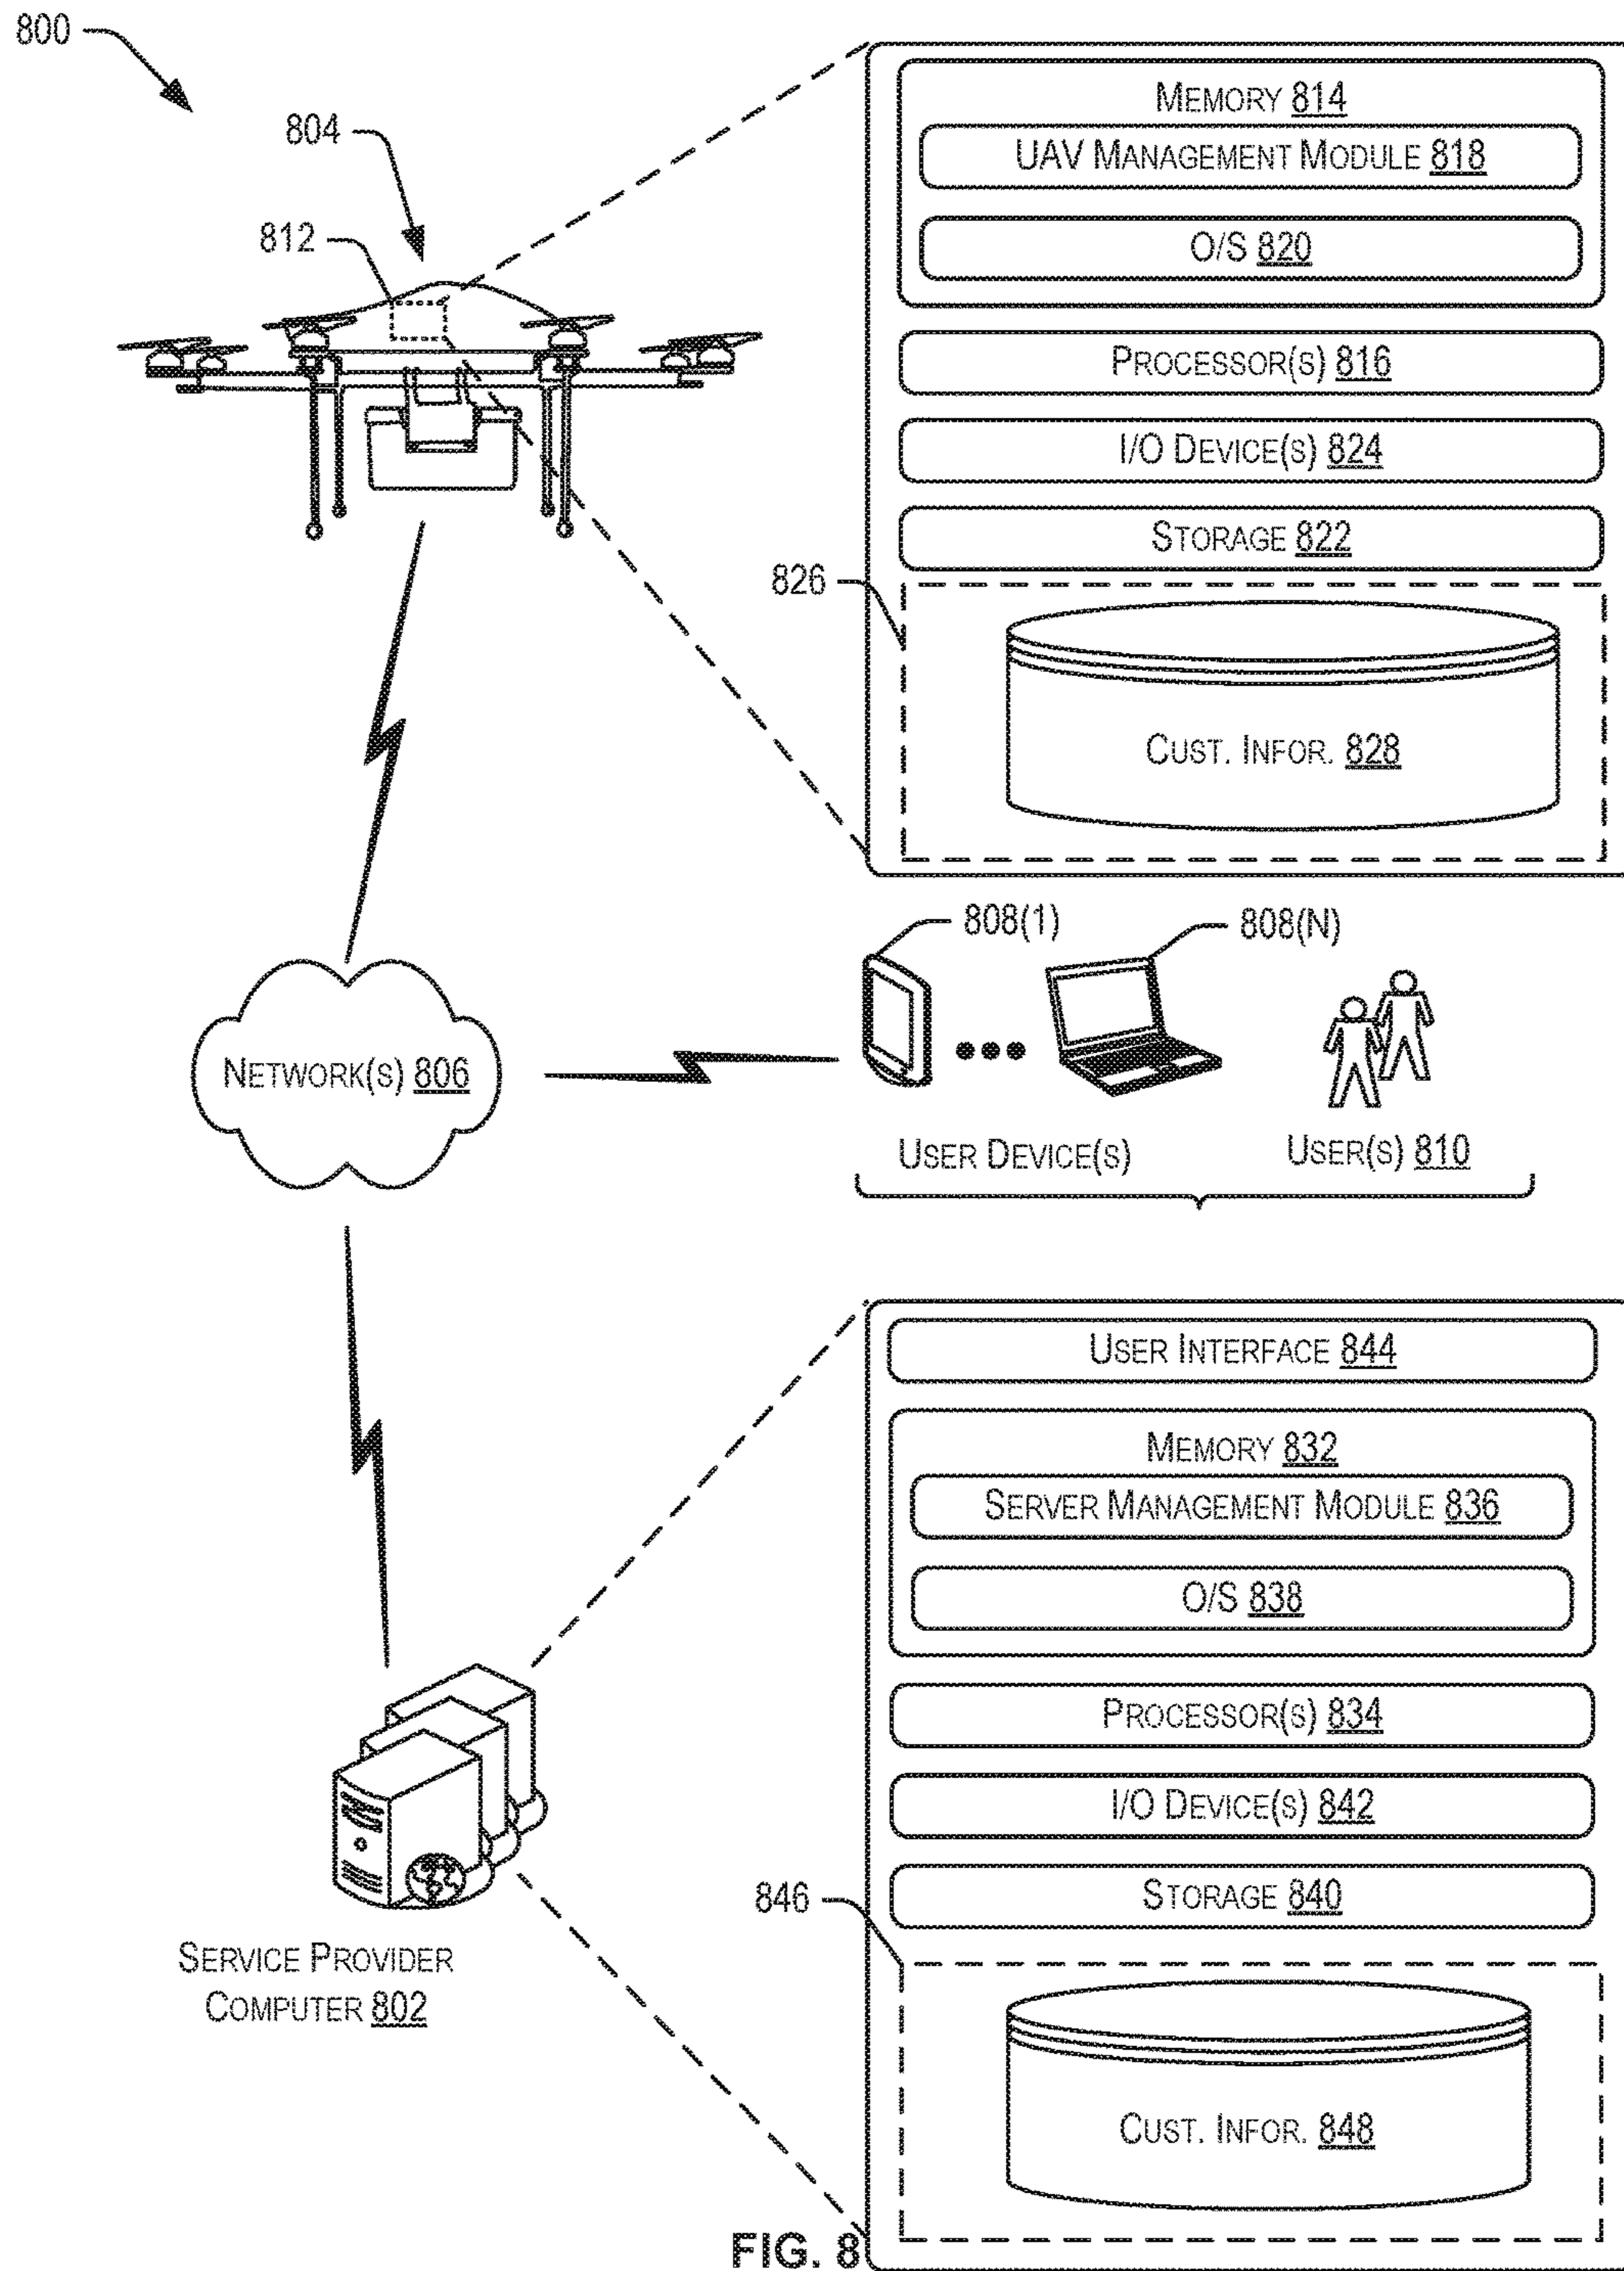 800
804
812
MEMORY 814
UAV MANAGEMENT MODULE 818
O/S 820
PROCESSOR(S) 816
I/O DEVICE(S) 824
STORAGE 822
826
CUST. INFOR. 828
808(1)
808(N)
NETWORK(S) 806
USER DEVICE(S)
USER(S) 810
USER INTERFACE 844
MEMORY 832
SERVER MANAGEMENT MODULE 836
O/S 838
PROCESSOR(S) 834
I/O DEVICE(S) 842
STORAGE 840
846
SERVICE PROVIDER
COMPUTER 802
CUST. INFOR. 848
FIG. 8